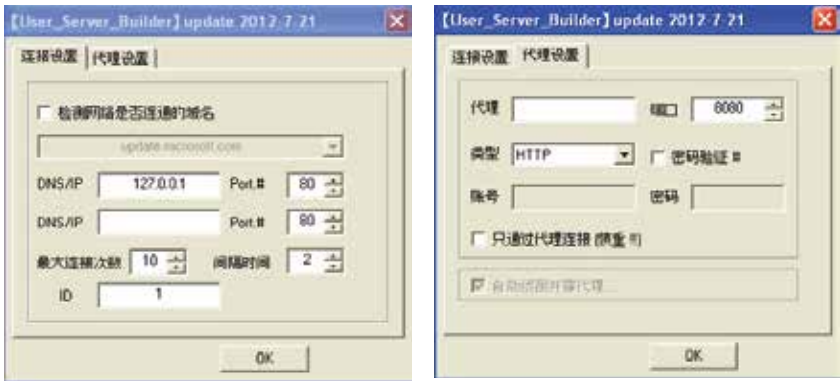 【User_Server_Builder】 update 2012-7-21
连接设置 代理设置
检测网络是否连通的域名
update.microsoft.com
DNS/IP 127.0.0.1 Port.# 80
DNS/IP Port.# 80
最大连接次数 10 间隔时间 2
ID 1
OK
【User_Server_Builder】 update 2012-7-21
连接设置 代理设置
代理 端口 8080
类型 HTTP 密码验证 #
账号 密码
只通过代理连接 (慎重 !!)
OK